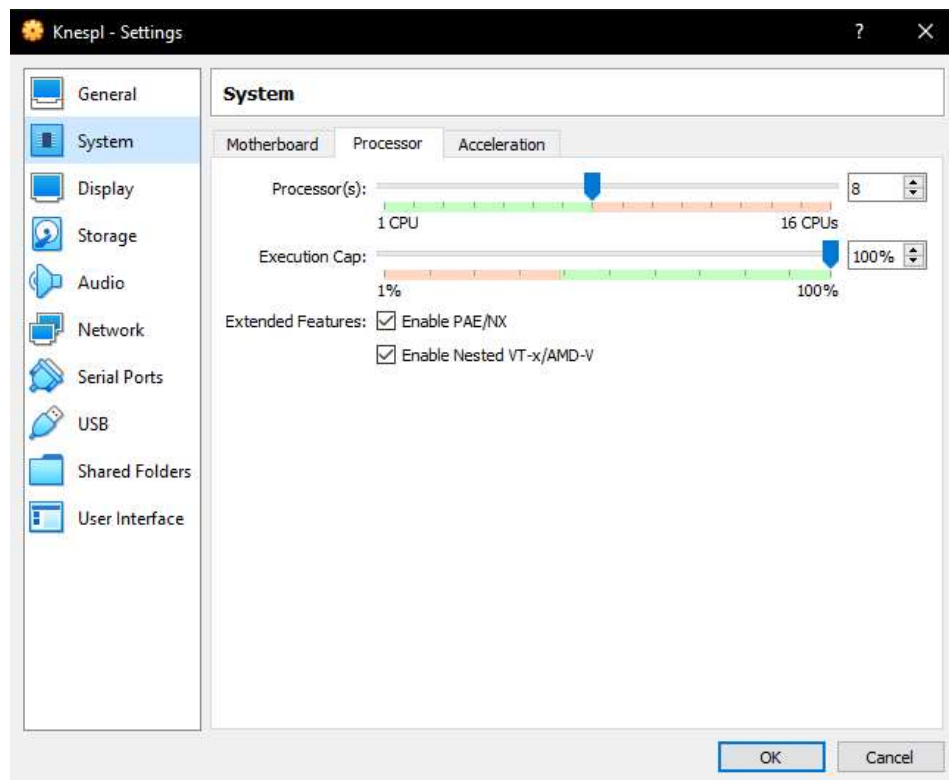 Knespl - Settings
?
General
System
Display
Storage
Audio
Network
Serial Ports
USB
Shared Folders
User Interface
System
Motherboard Processor Acceleration
Processor(s): 8
1 CPU 16 CPUs
Execution Cap: 100%
1% 100%
Extended Features: Enable PAE/NX
Enable Nested VT-x/AMD-V
OK Cancel